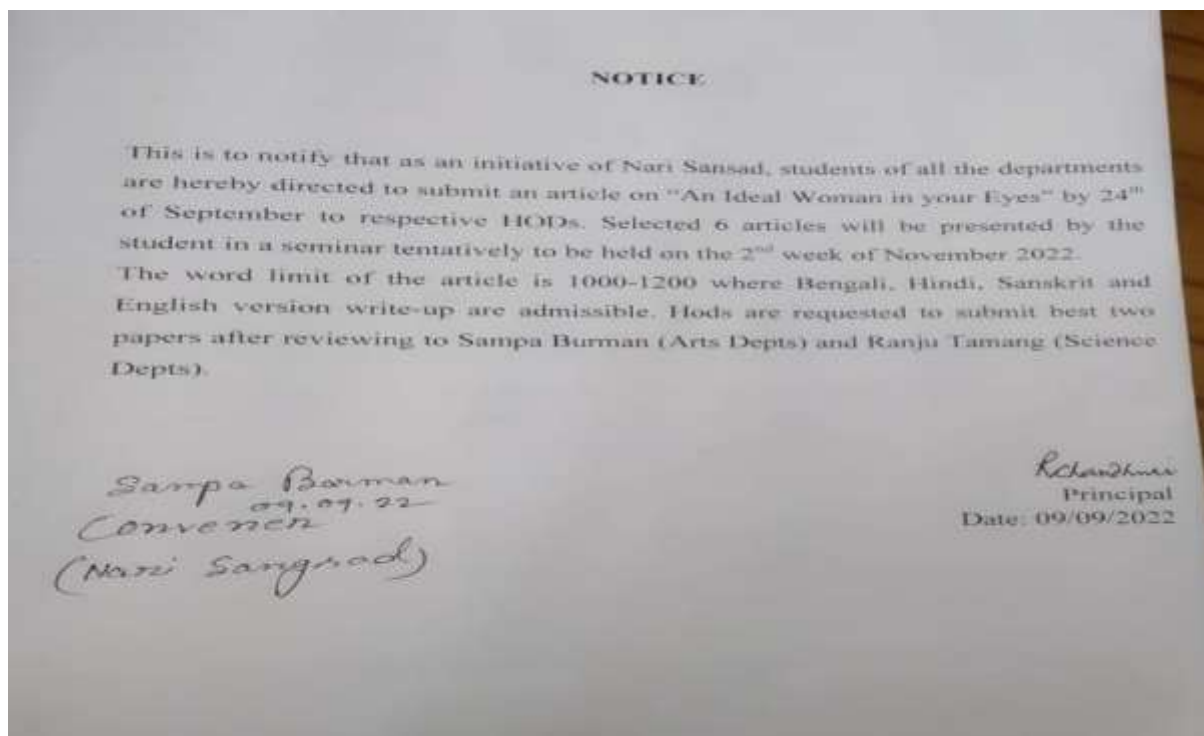 NOTICE
This is to notify that as an initiative of Nari Sansad, students of all the departments
are hereby directed to submit an article on "An Ideal Woman in your Eyes" by 24th
of September to respective HODs. Selected 6 articles will be presented by the
student in a seminar tentatively to be held on the 2nd week of November 2022.
The word limit of the article is 1000-1200 where Bengali, Hindi, Sanskrit and
English version write-up are admissible. Hods are requested to submit best two
papers after reviewing to Sampa Burman (Arts Depts) and Ranju Tamang (Science
Depts).
Sampa Barman
09.09.22
Convener
(Nari Sangsad)
Principal
Date: 09/09/2022